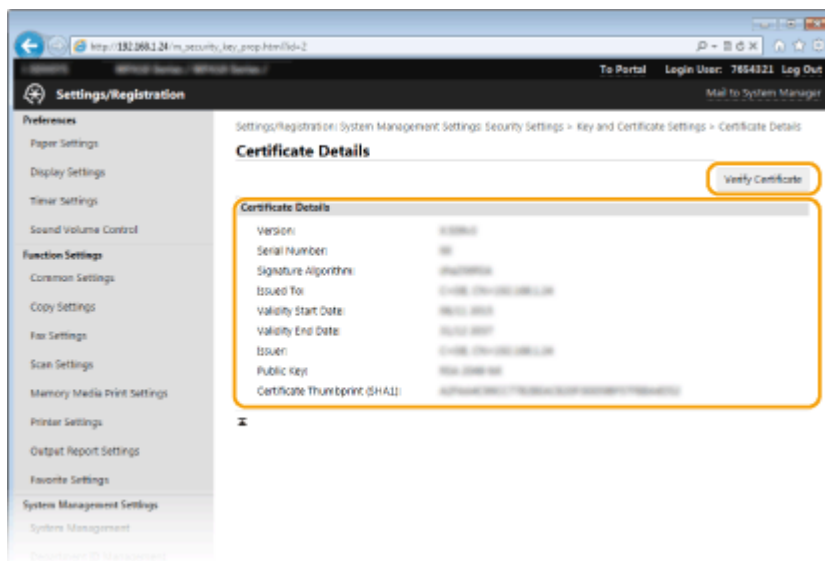 http://192.168.1.24/m_security_key_prop.html?id=2
To Portal Login User: 7654321 Log Out
Settings/Registration
Mail to System Manager
Preferences
Paper Settings
Display Settings
Timer Settings
Sound Volume Control
Function Settings
Common Settings
Copy Settings
Fax Settings
Scan Settings
Memory Media Print Settings
Printer Settings
Output Report Settings
Favorite Settings
System Management Settings
System Management
Department ID Management
Settings/Registration: System Management Settings: Security Settings > Key and Certificate Settings > Certificate Details
Certificate Details
Verify Certificate
Certificate Details
Version:
Serial Number:
Signature Algorithm:
Issued To:
Validity Start Date:
Validity End Date:
Issuer:
Public Key:
Certificate Thumbprint (SHA1):